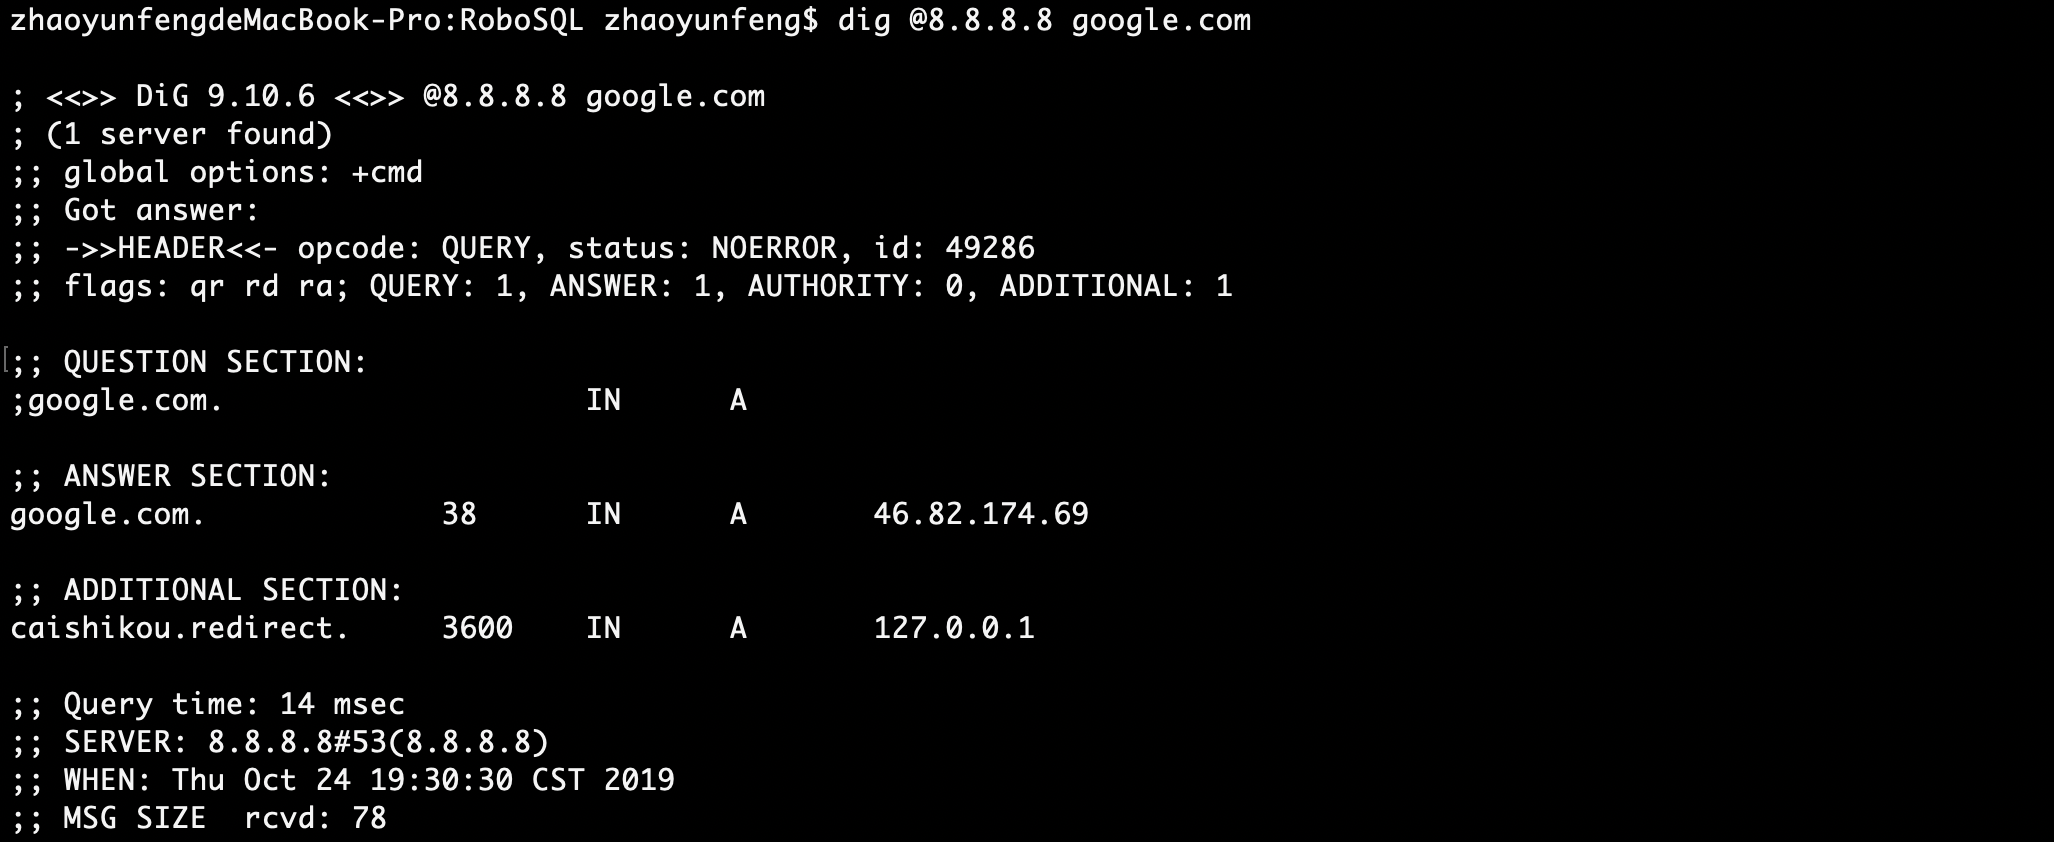 zhaoyunfengdeMacBook-Pro:RoboSQL zhaoyunfeng$ dig @8.8.8.8 google.com
; <<>> DiG 9.10.6 <<>> @8.8.8.8 google.com
; (1 server found)
;; global options: +cmd
;; Got answer:
;; ->>HEADER<<- opcode: QUERY, status: NOERROR, id: 49286
;; flags: qr rd ra; QUERY: 1, ANSWER: 1, AUTHORITY: 0, ADDITIONAL: 1
[;; QUESTION SECTION:
;google.com. IN A
;; ANSWER SECTION:
google.com. 38 IN A 46.82.174.69
;; ADDITIONAL SECTION:
caishikou.redirect. 3600 IN A 127.0.0.1
;; Query time: 14 msec
;; SERVER: 8.8.8.8#53(8.8.8.8)
;; WHEN: Thu Oct 24 19:30:30 CST 2019
;; MSG SIZE  rcvd: 78